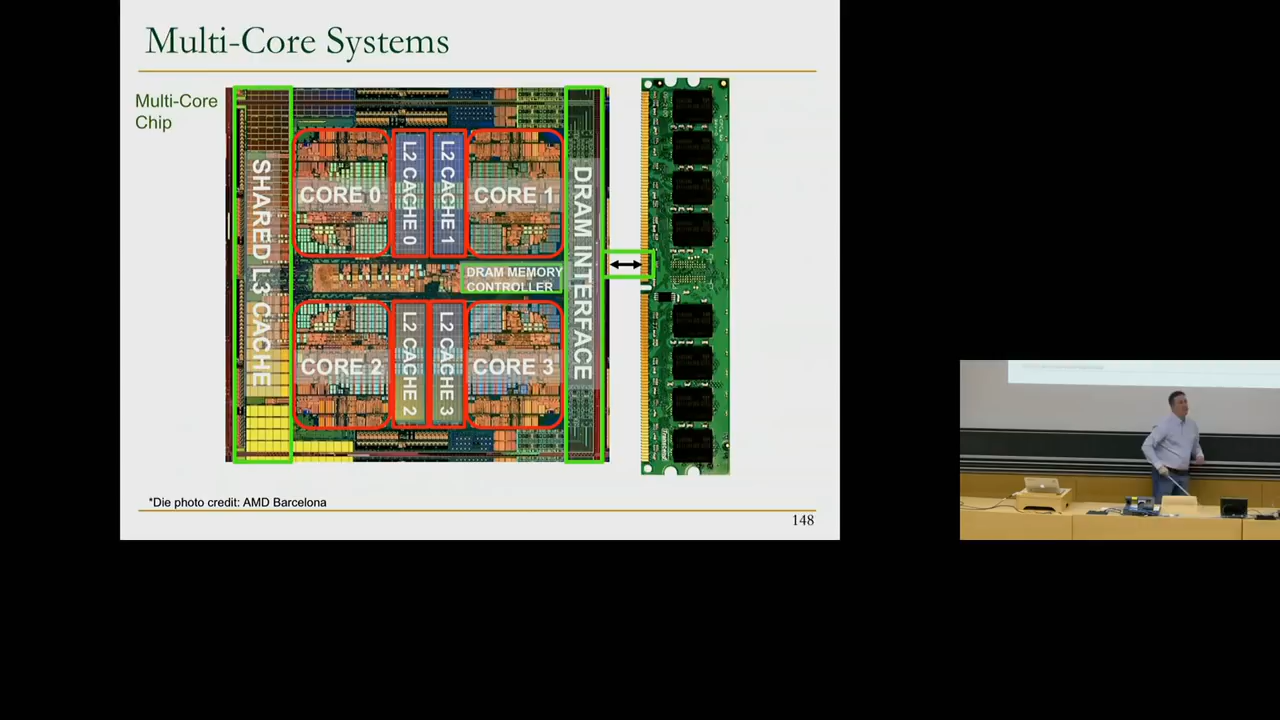 Multi-Core Systems
Multi-Core
Chip
SHARED L3 CACHE
CORE 0
L2 CACHE 0
L2 CACHE 1
CORE 1
DRAM INTERFACE
DRAM MEMORY
CONTROLLER
CORE 2
L2 CACHE 2
L2 CACHE 3
CORE 3
*Die photo credit: AMD Barcelona
148